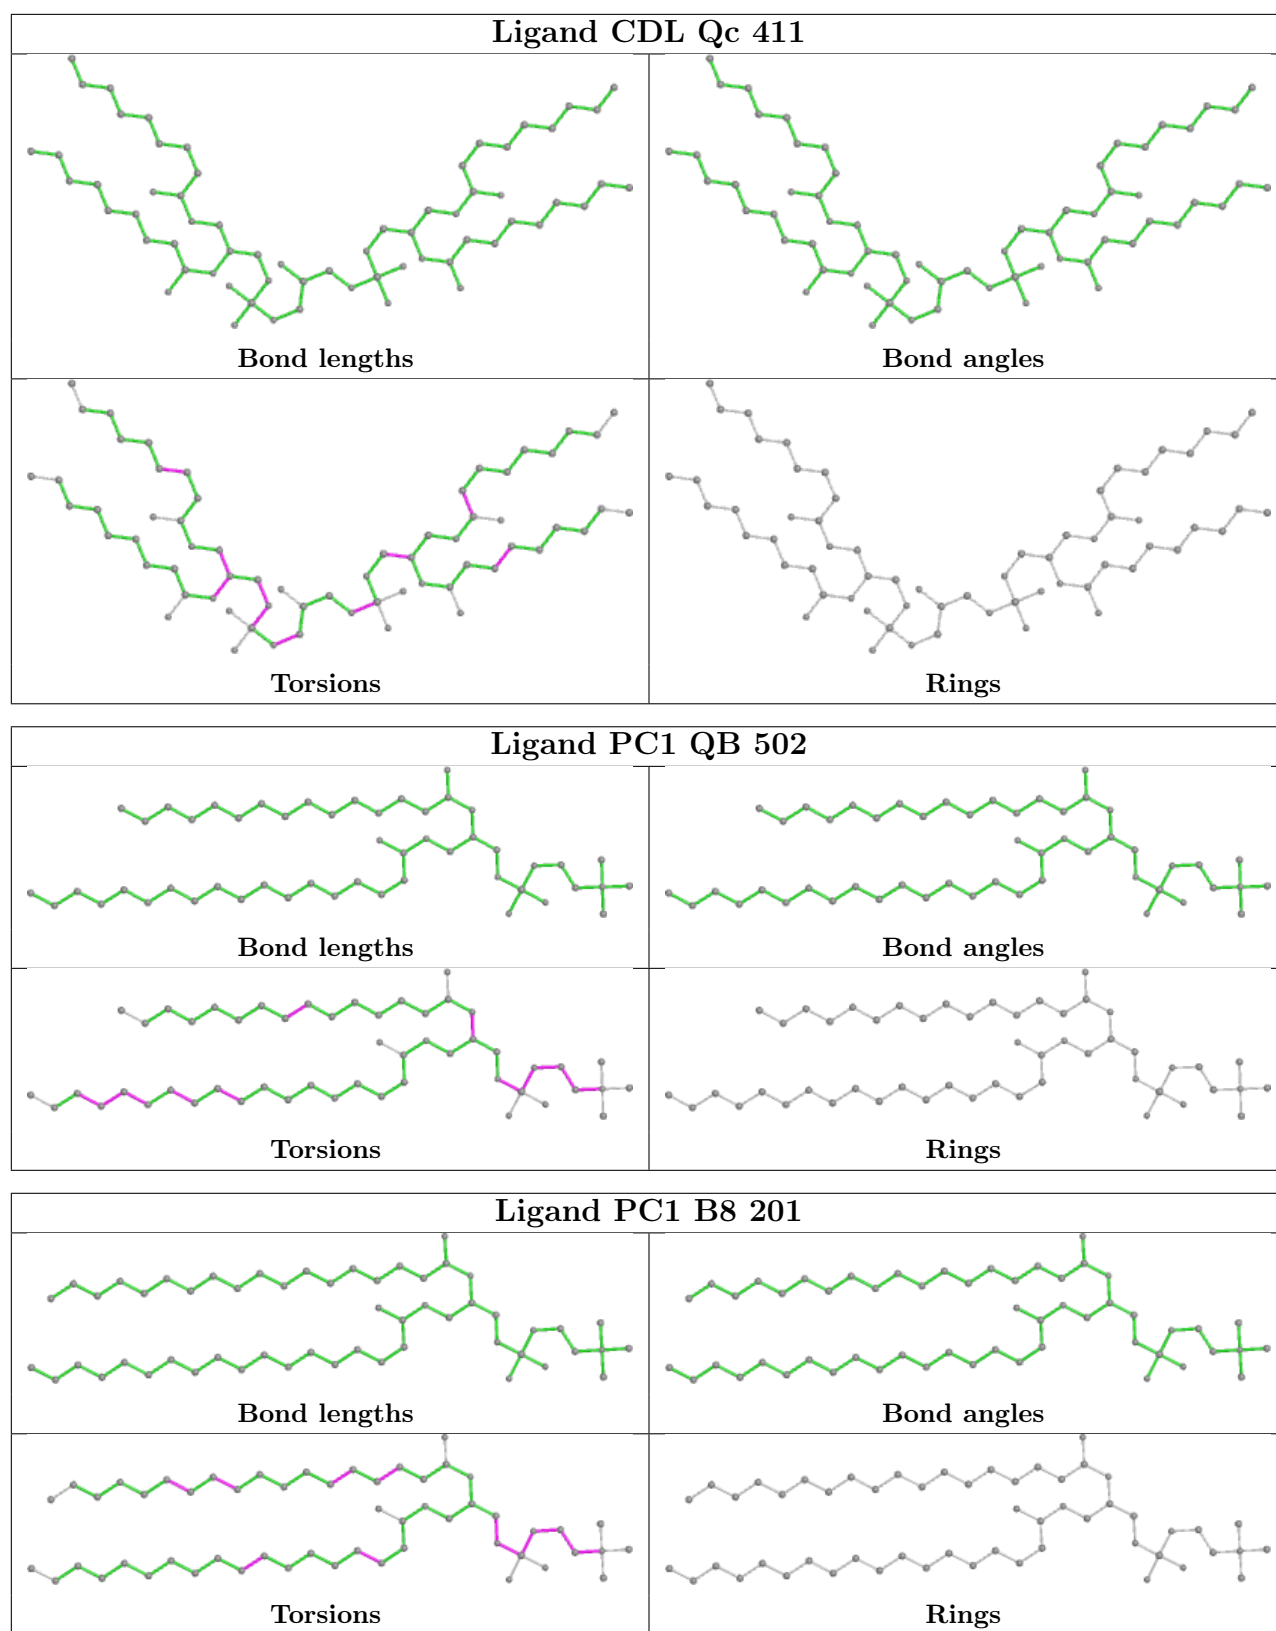 Ligand CDL Qc 411
Bond lengths
Bond angles
Torsions
Rings
Ligand PC1 QB 502
Bond lengths
Bond angles
Torsions
Rings
Ligand PC1 B8 201
Bond lengths
Bond angles
Torsions
Rings